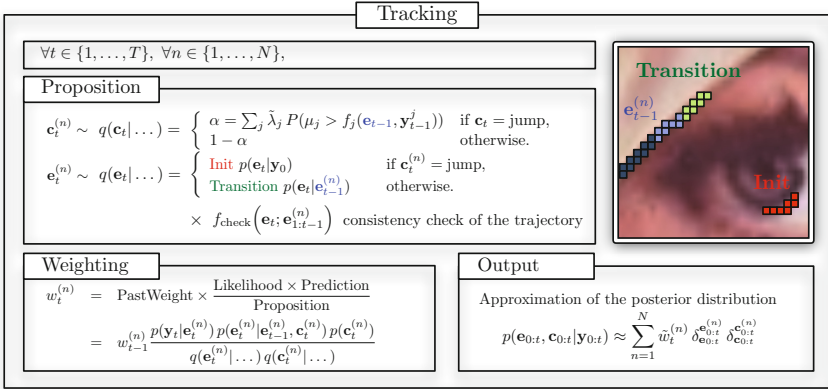 Tracking
∀t ∈ {1, . . . , T}, ∀n ∈ {1, . . . , N},
Proposition
c_t^{(n)} ∼ q(c_t| . . .) = { α = ∑_j λ̃_j P(μ_j > f_j(e_{t−1}, y_{t−1}^j)) if c_t = jump,
1 − α otherwise.
e_t^{(n)} ∼ q(e_t| . . .) = { Init p(e_t|y_0) if c_t^{(n)} = jump,
Transition p(e_t|e_{t−1}^{(n)}) otherwise.
× f_check(e_t; e_{1:t−1}^{(n)}) consistency check of the trajectory
Transition
e_{t−1}^{(n)}
Init
Weighting
w_t^{(n)} = PastWeight × \frac{Likelihood × Prediction}{Proposition}
= w_{t−1}^{(n)} \frac{p(y_t|e_t^{(n)}) p(e_t^{(n)}|e_{t−1}^{(n)}, c_t^{(n)}) p(c_t^{(n)})}{q(e_t^{(n)}| . . .) q(c_t^{(n)}| . . .)}
Output
Approximation of the posterior distribution
p(e_{0:t}, c_{0:t}|y_{0:t}) ≈ ∑_{n=1}^{N} w̃_t^{(n)} δ_{e_{0:t}}^{e_{0:t}^{(n)}} δ_{c_{0:t}}^{c_{0:t}^{(n)}}